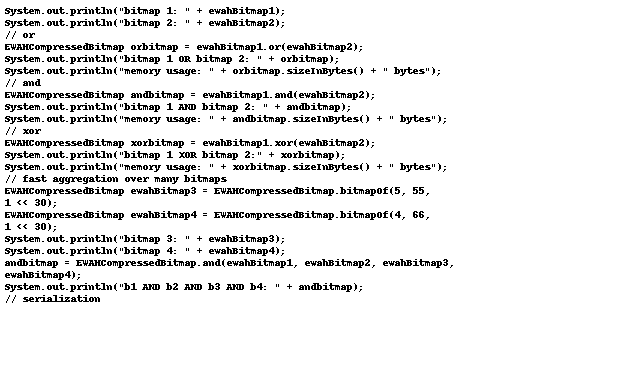 System.out.println("bitmap 1: " + ewahBitmap1);
System.out.println("bitmap 2: " + ewahBitmap2);
// or
EWAHCompressedBitmap orbitmap = ewahBitmap1.or(ewahBitmap2);
System.out.println("bitmap 1 OR bitmap 2: " + orbitmap);
System.out.println("memory usage: " + orbitmap.sizeInBytes() + " bytes");
// and
EWAHCompressedBitmap andbitmap = ewahBitmap1.and(ewahBitmap2);
System.out.println("bitmap 1 AND bitmap 2: " + andbitmap);
System.out.println("memory usage: " + andbitmap.sizeInBytes() + " bytes");
// xor
EWAHCompressedBitmap xorbitmap = ewahBitmap1.xor(ewahBitmap2);
System.out.println("bitmap 1 XOR bitmap 2:" + xorbitmap);
System.out.println("memory usage: " + xorbitmap.sizeInBytes() + " bytes");
// fast aggregation over many bitmaps
EWAHCompressedBitmap ewahBitmap3 = EWAHCompressedBitmap.bitmapOf(5, 55,
1 << 30);
EWAHCompressedBitmap ewahBitmap4 = EWAHCompressedBitmap.bitmapOf(4, 66,
1 << 30);
System.out.println("bitmap 3: " + ewahBitmap3);
System.out.println("bitmap 4: " + ewahBitmap4);
andbitmap = EWAHCompressedBitmap.and(ewahBitmap1, ewahBitmap2, ewahBitmap3,
ewahBitmap4);
System.out.println("b1 AND b2 AND b3 AND b4: " + andbitmap);
// serialization